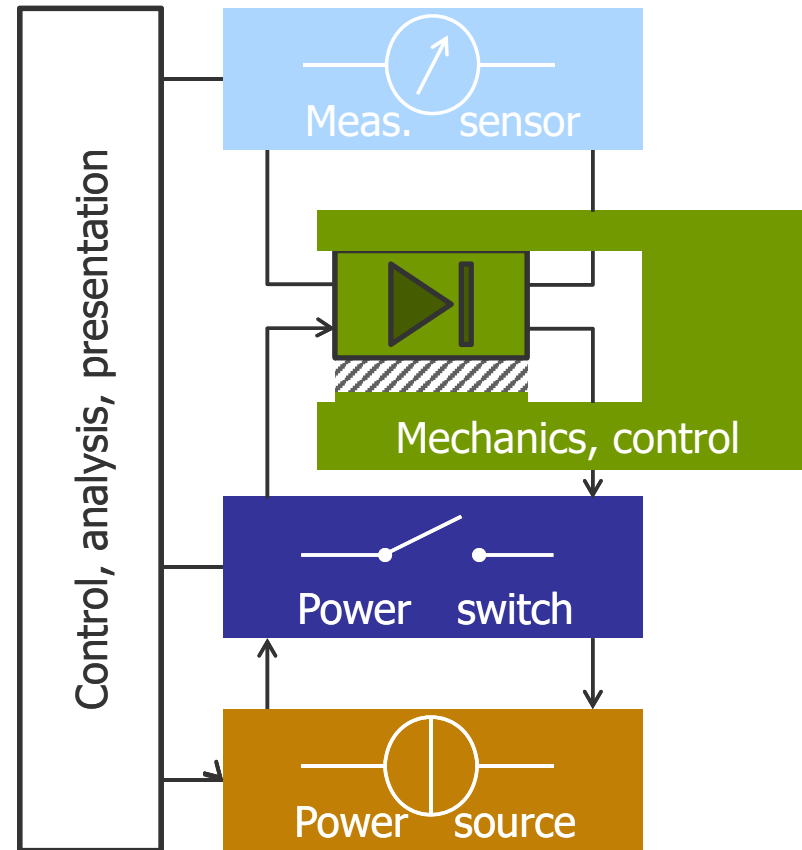 Control, analysis, presentation
Meas. sensor
Mechanics, control
Power switch
Power source